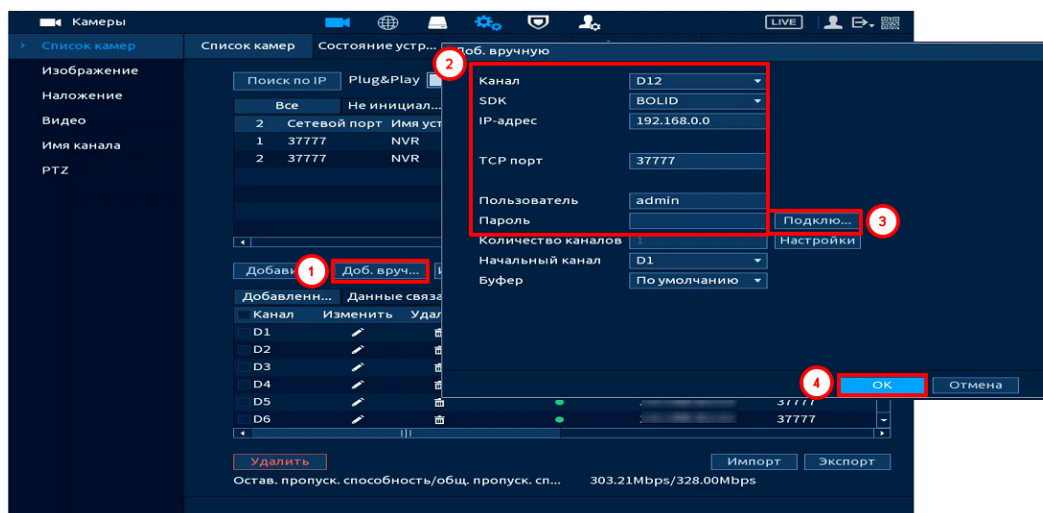 Камеры
LIVE
Список камер
Изображение
Наложение
Видео
Имя канала
PTZ
Список камер Состояние устр...
Поиск по IP Plug&Play
Все Не инициал...
2 Сетевой порт Имя уст
1 37777 NVR
2 37777 NVR
1
Доб. вруч...
Добавленн... Данные связа
Канал Изменить Удал
D1
D2
D3
D4
D5 37777
D6 37777
Удалить Импорт Экспорт
Остав. пропуск. способность/общ. пропуск. сп... 303.21Mbps/328.00Mbps
Доб. вручную
2
Канал D12
SDK BOLID
IP-адрес 192.168.0.0
TCP порт 37777
Пользователь admin
Пароль Подклю... 3
Количество каналов 1 Настройки
Начальный канал D1
Буфер По умолчанию
4 OK Отмена